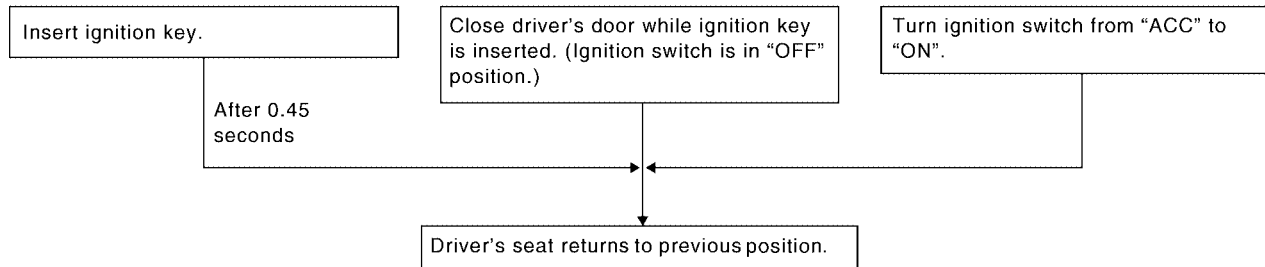 Insert ignition key.
Close driver’s door while ignition key
is inserted. (Ignition switch is in “OFF”
position.)
Turn ignition switch from “ACC” to
“ON”.
After 0.45
seconds
Driver’s seat returns to previous position.